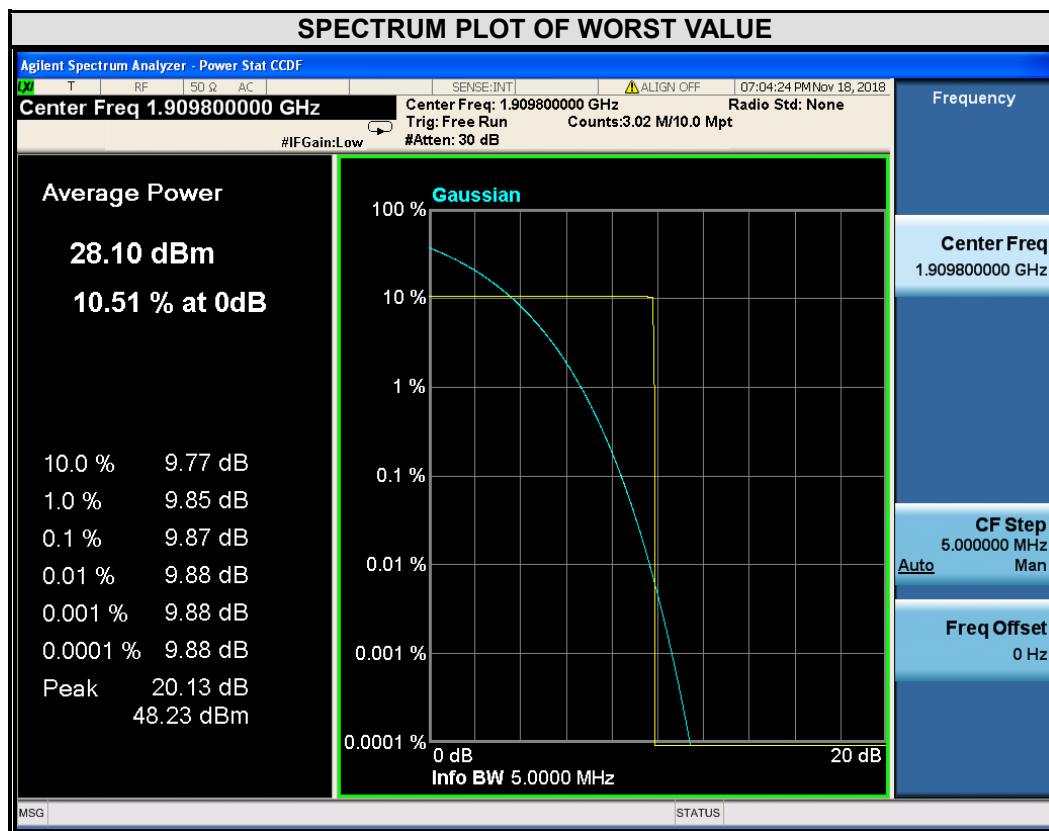 SPECTRUM PLOT OF WORST VALUE
Agilent Spectrum Analyzer - Power Stat CCDF
LXI T RF 50 Ω AC SENSE:INT ALIGN OFF 07:04:24 PM Nov 18, 2018
Center Freq 1.909800000 GHz
Center Freq: 1.909800000 GHz Radio Std: None
Trig: Free Run Counts:3.02 M/10.0 Mpt
#IFGain:Low #Atten: 30 dB
Frequency
Average Power
28.10 dBm
10.51 % at 0dB
10.0 % 9.77 dB
1.0 % 9.85 dB
0.1 % 9.87 dB
0.01 % 9.88 dB
0.001 % 9.88 dB
0.0001 % 9.88 dB
Peak 20.13 dB
48.23 dBm
Gaussian
100 %
10 %
1 %
0.1 %
0.01 %
0.001 %
0.0001 %
0 dB 20 dB
Info BW 5.0000 MHz
Center Freq
1.909800000 GHz
CF Step
5.000000 MHz
Auto Man
Freq Offset
0 Hz
MSG STATUS